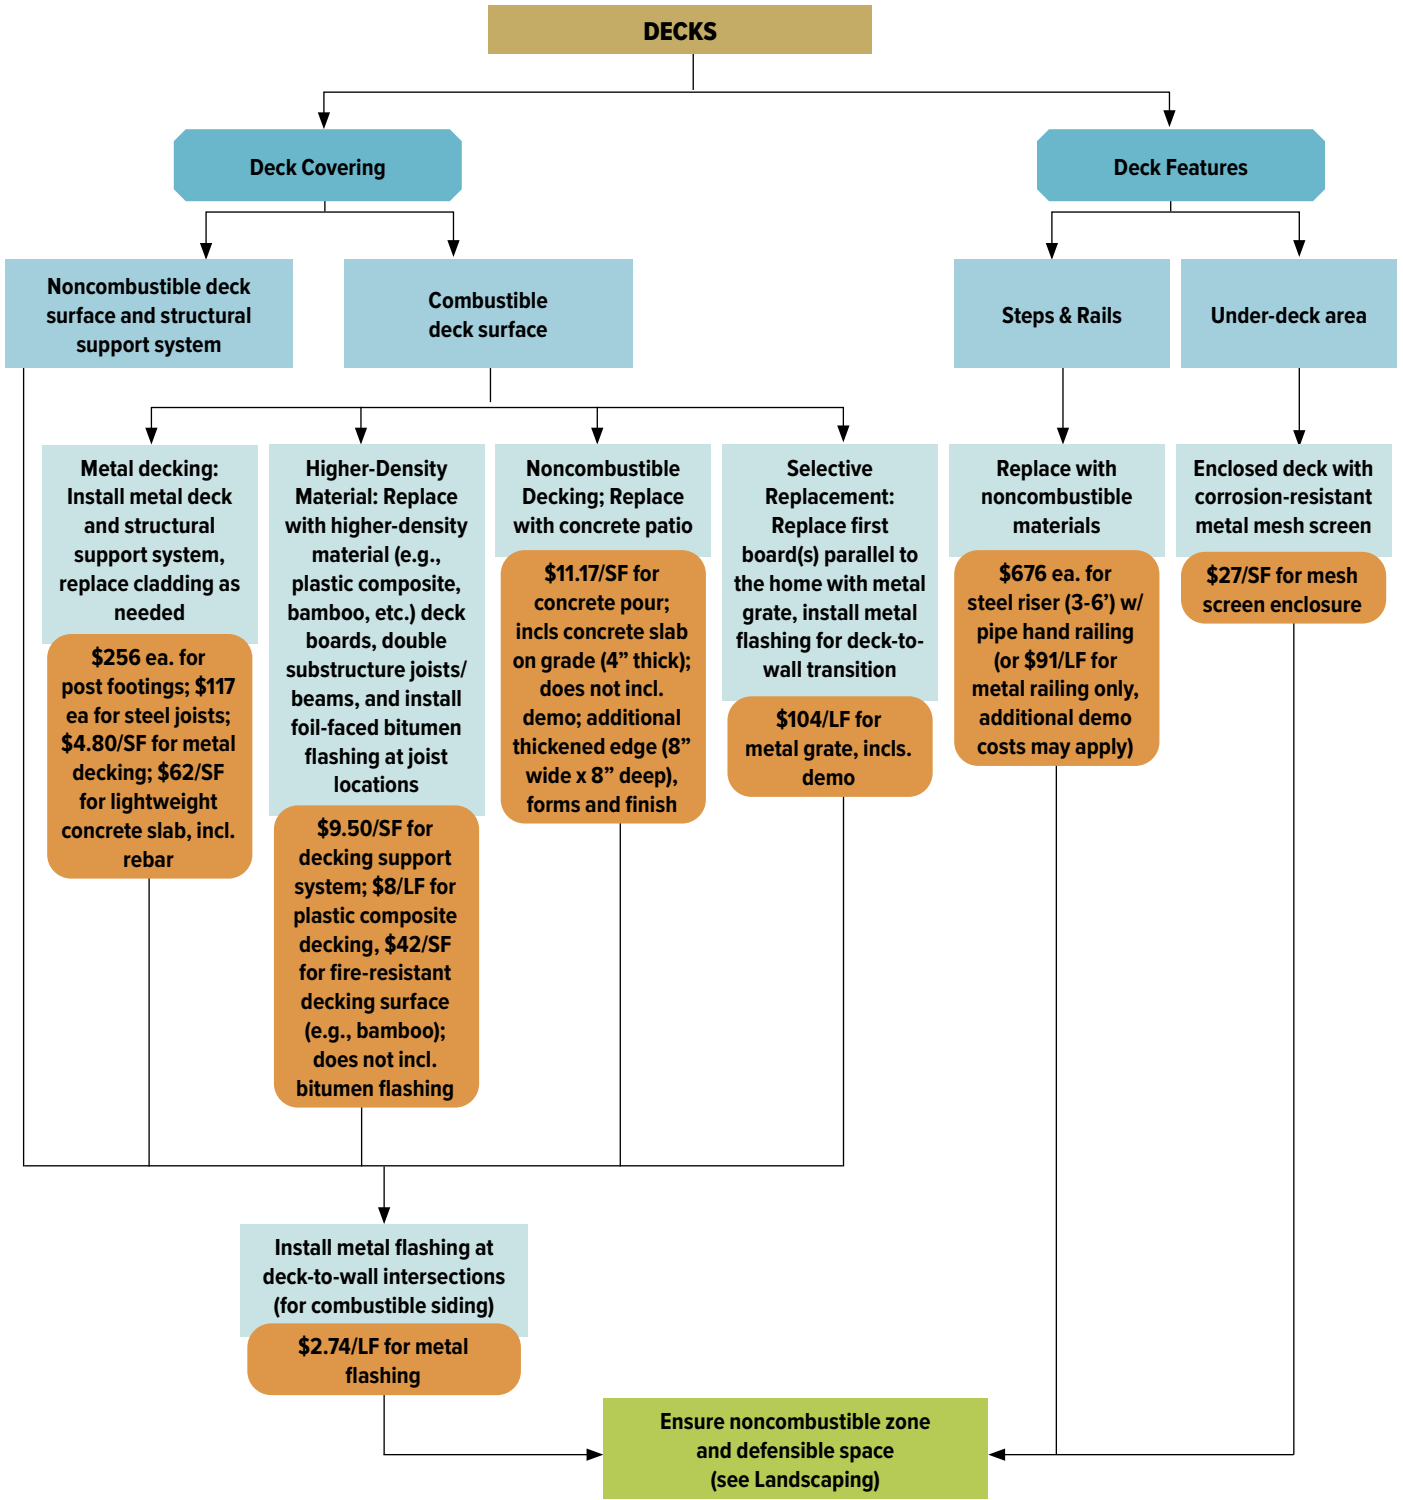 DECKS
Deck Covering
Deck Features
Noncombustible deck
surface and structural
support system
Combustible
deck surface
Steps & Rails
Under-deck area
Metal decking:
Install metal deck
and structural
support system,
replace cladding as
needed
$256 ea. for
post footings; $117
ea for steel joists;
$4.80/SF for metal
decking; $62/SF
for lightweight
concrete slab, incl.
rebar
Higher-Density
Material: Replace
with higher-density
material (e.g.,
plastic composite,
bamboo, etc.) deck
boards, double
substructure joists/
beams, and install
foil-faced bitumen
flashing at joist
locations
$9.50/SF for
decking support
system; $8/LF for
plastic composite
decking, $42/SF
for fire-resistant
decking surface
(e.g., bamboo);
does not incl.
bitumen flashing
Noncombustible
Decking; Replace
with concrete patio
$11.17/SF for
concrete pour;
incls concrete slab
on grade (4” thick);
does not incl.
demo; additional
thickened edge (8”
wide x 8” deep),
forms and finish
Selective
Replacement:
Replace first
board(s) parallel to
the home with metal
grate, install metal
flashing for deck-to-
wall transition
$104/LF for
metal grate, incls.
demo
Replace with
noncombustible
materials
$676 ea. for
steel riser (3-6’) w/
pipe hand railing
(or $91/LF for
metal railing only,
additional demo
costs may apply)
Enclosed deck with
corrosion-resistant
metal mesh screen
$27/SF for mesh
screen enclosure
Install metal flashing at
deck-to-wall intersections
(for combustible siding)
$2.74/LF for metal
flashing
Ensure noncombustible zone
and defensible space
(see Landscaping)